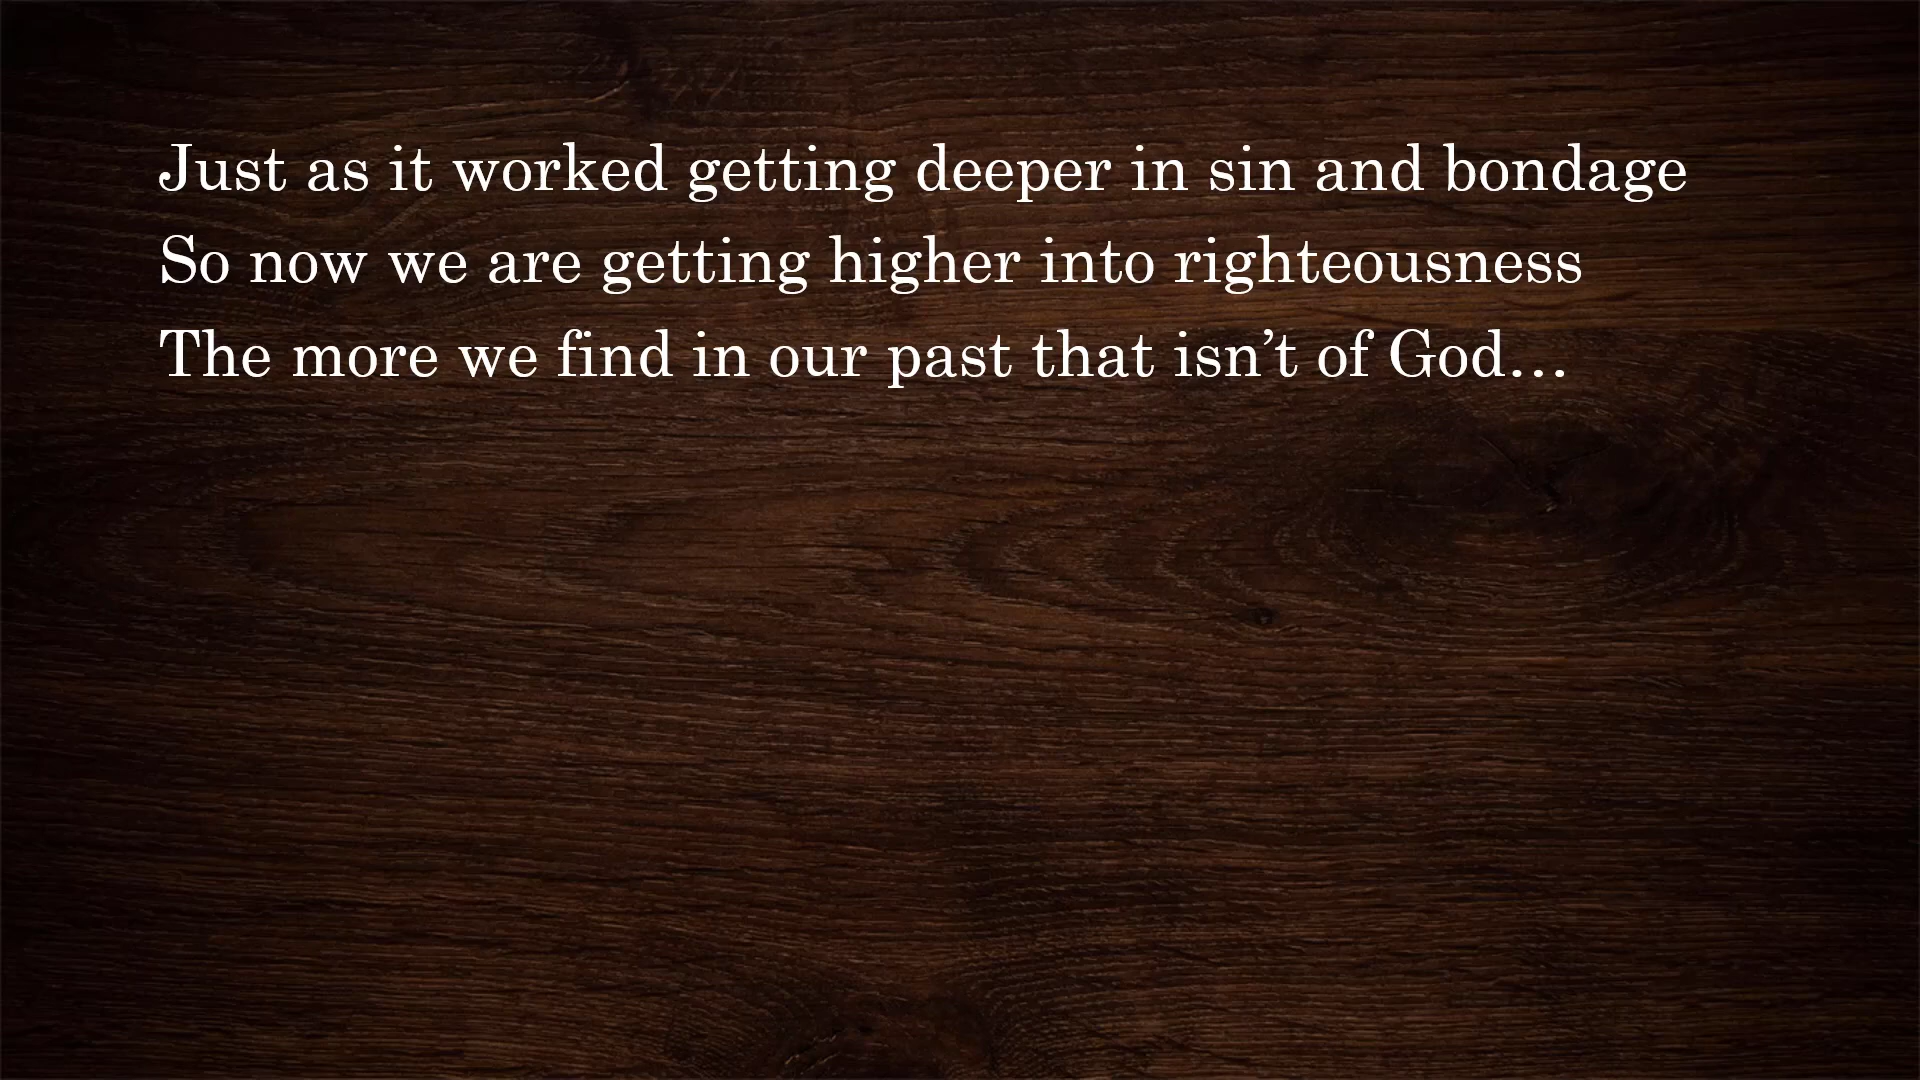 Just as it worked getting deeper in sin and bondage
So now we are getting higher into righteousness
The more we find in our past that isn’t of God…